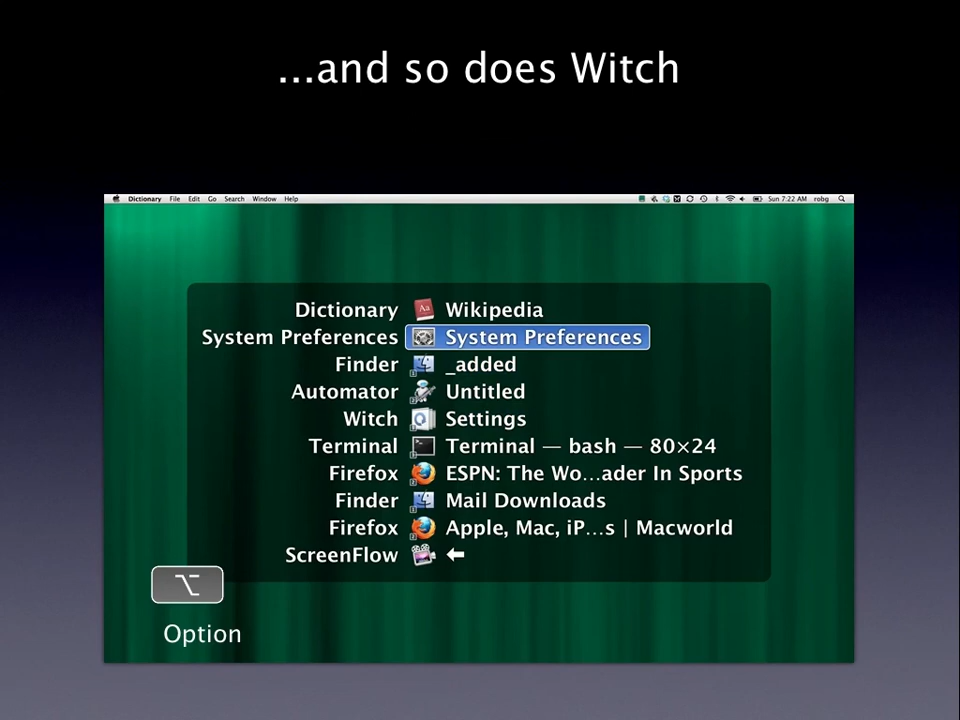 ...and so does Witch
Dictionary File Edit Go Search Window Help Sun 7:22 AM robg
Dictionary Wikipedia
System Preferences System Preferences
Finder _added
Automator Untitled
Witch Settings
Terminal Terminal — bash — 80×24
Firefox ESPN: The Wo...ader In Sports
Finder Mail Downloads
Firefox Apple, Mac, iP...s | Macworld
ScreenFlow
Option